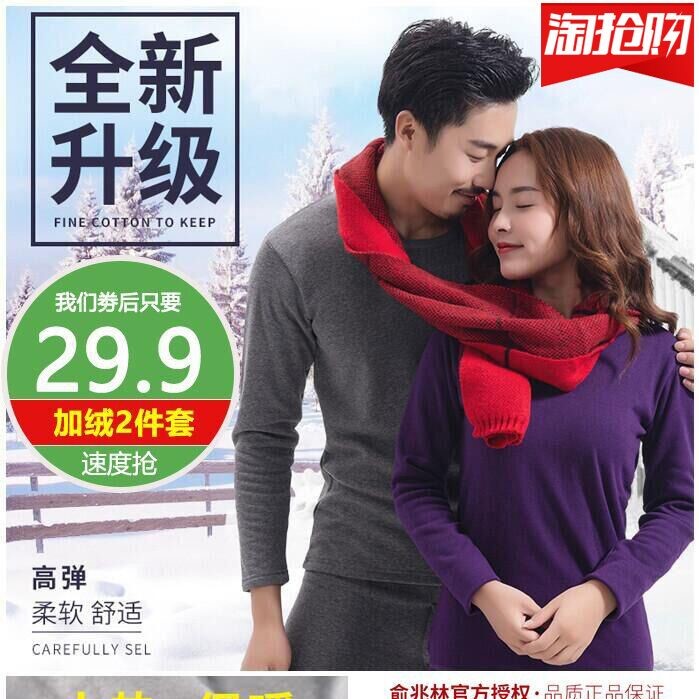 淘抢购
全新
升级
FINE COTTON TO KEEP
我们券后只要
29.9
加绒2件套
速度抢
高弹
柔软 舒适
CAREFULLY SEL
俞兆林官方授权·品质正品保证